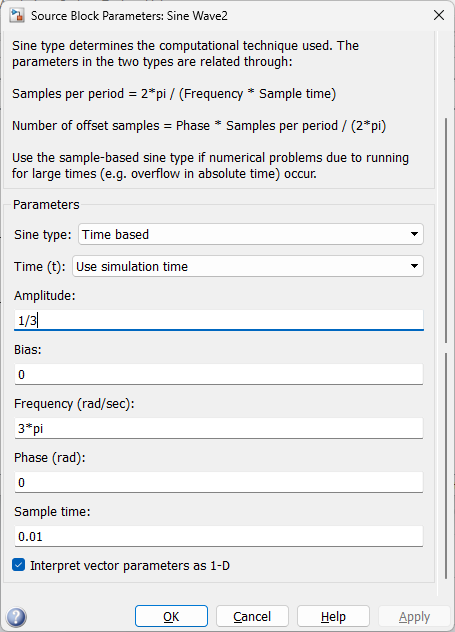 Source Block Parameters: Sine Wave2
Sine type determines the computational technique used. The
parameters in the two types are related through:
Samples per period = 2*pi / (Frequency * Sample time)
Number of offset samples = Phase * Samples per period / (2*pi)
Use the sample-based sine type if numerical problems due to running
for large times (e.g. overflow in absolute time) occur.
Parameters
Sine type: Time based
Time (t): Use simulation time
Amplitude:
1/3
Bias:
0
Frequency (rad/sec):
3*pi
Phase (rad):
0
Sample time:
0.01
Interpret vector parameters as 1-D
OK Cancel Help Apply